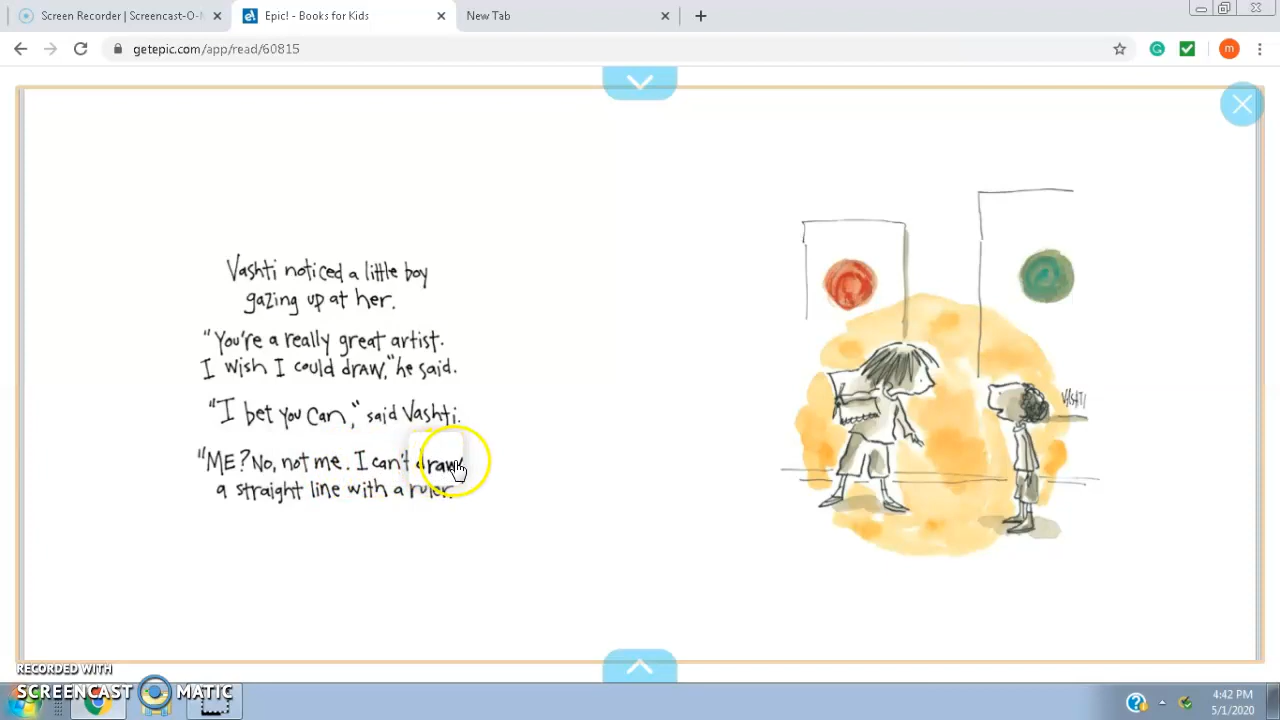 Screen Recorder | Screencast-O-
Epic! - Books for Kids
New Tab
getepic.com/app/read/60815
m
Vashti noticed a little boy
gazing up at her.
"You're a really great artist.
I wish I could draw," he said.
"I bet you can," said Vashti.
"ME? No, not me. I can't draw
a straight line with a ruler."
VASHTI
RECORDED WITH
SCREENCAST MATIC
4:42 PM
5/1/2020